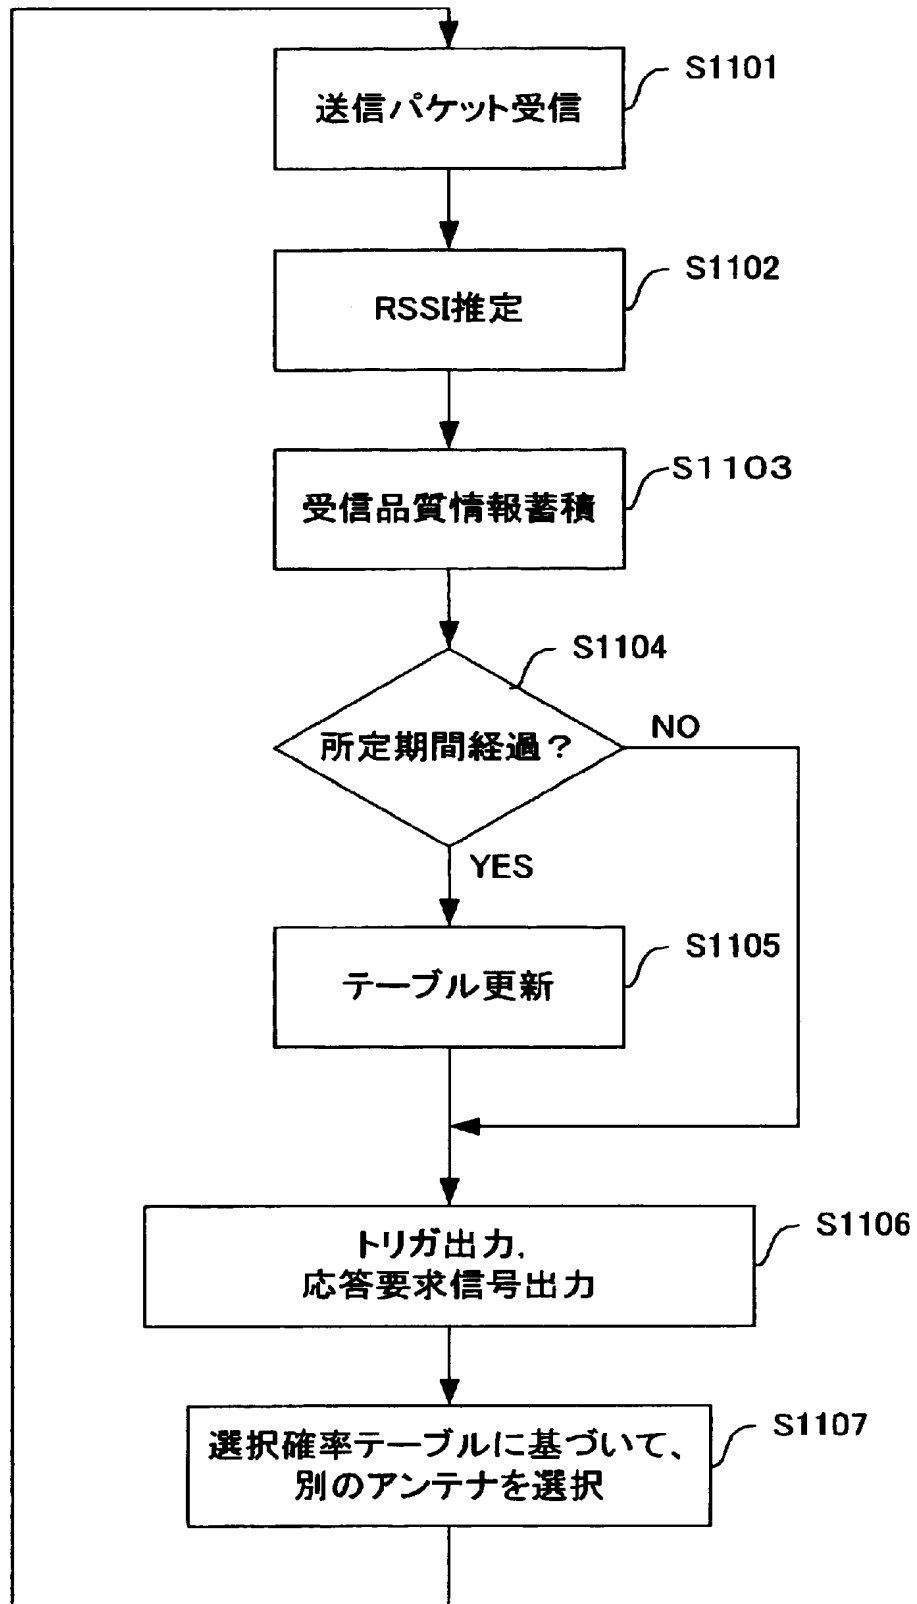 S1101
送信パケット受信
S1102
RSSI推定
S1103
受信品質情報蓄積
S1104
所定期間経過？
NO
YES
S1105
テーブル更新
S1106
トリガ出力,
応答要求信号出力
S1107
選択確率テーブルに基づいて、
別のアンテナを選択